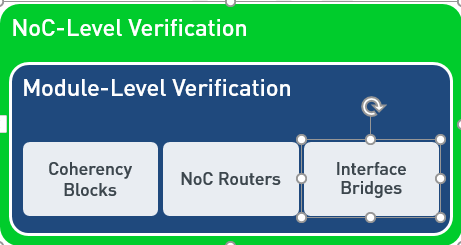 NoC-Level Verification
Module-Level Verification
Coherency
Blocks
NoC Routers
Interface
Bridges